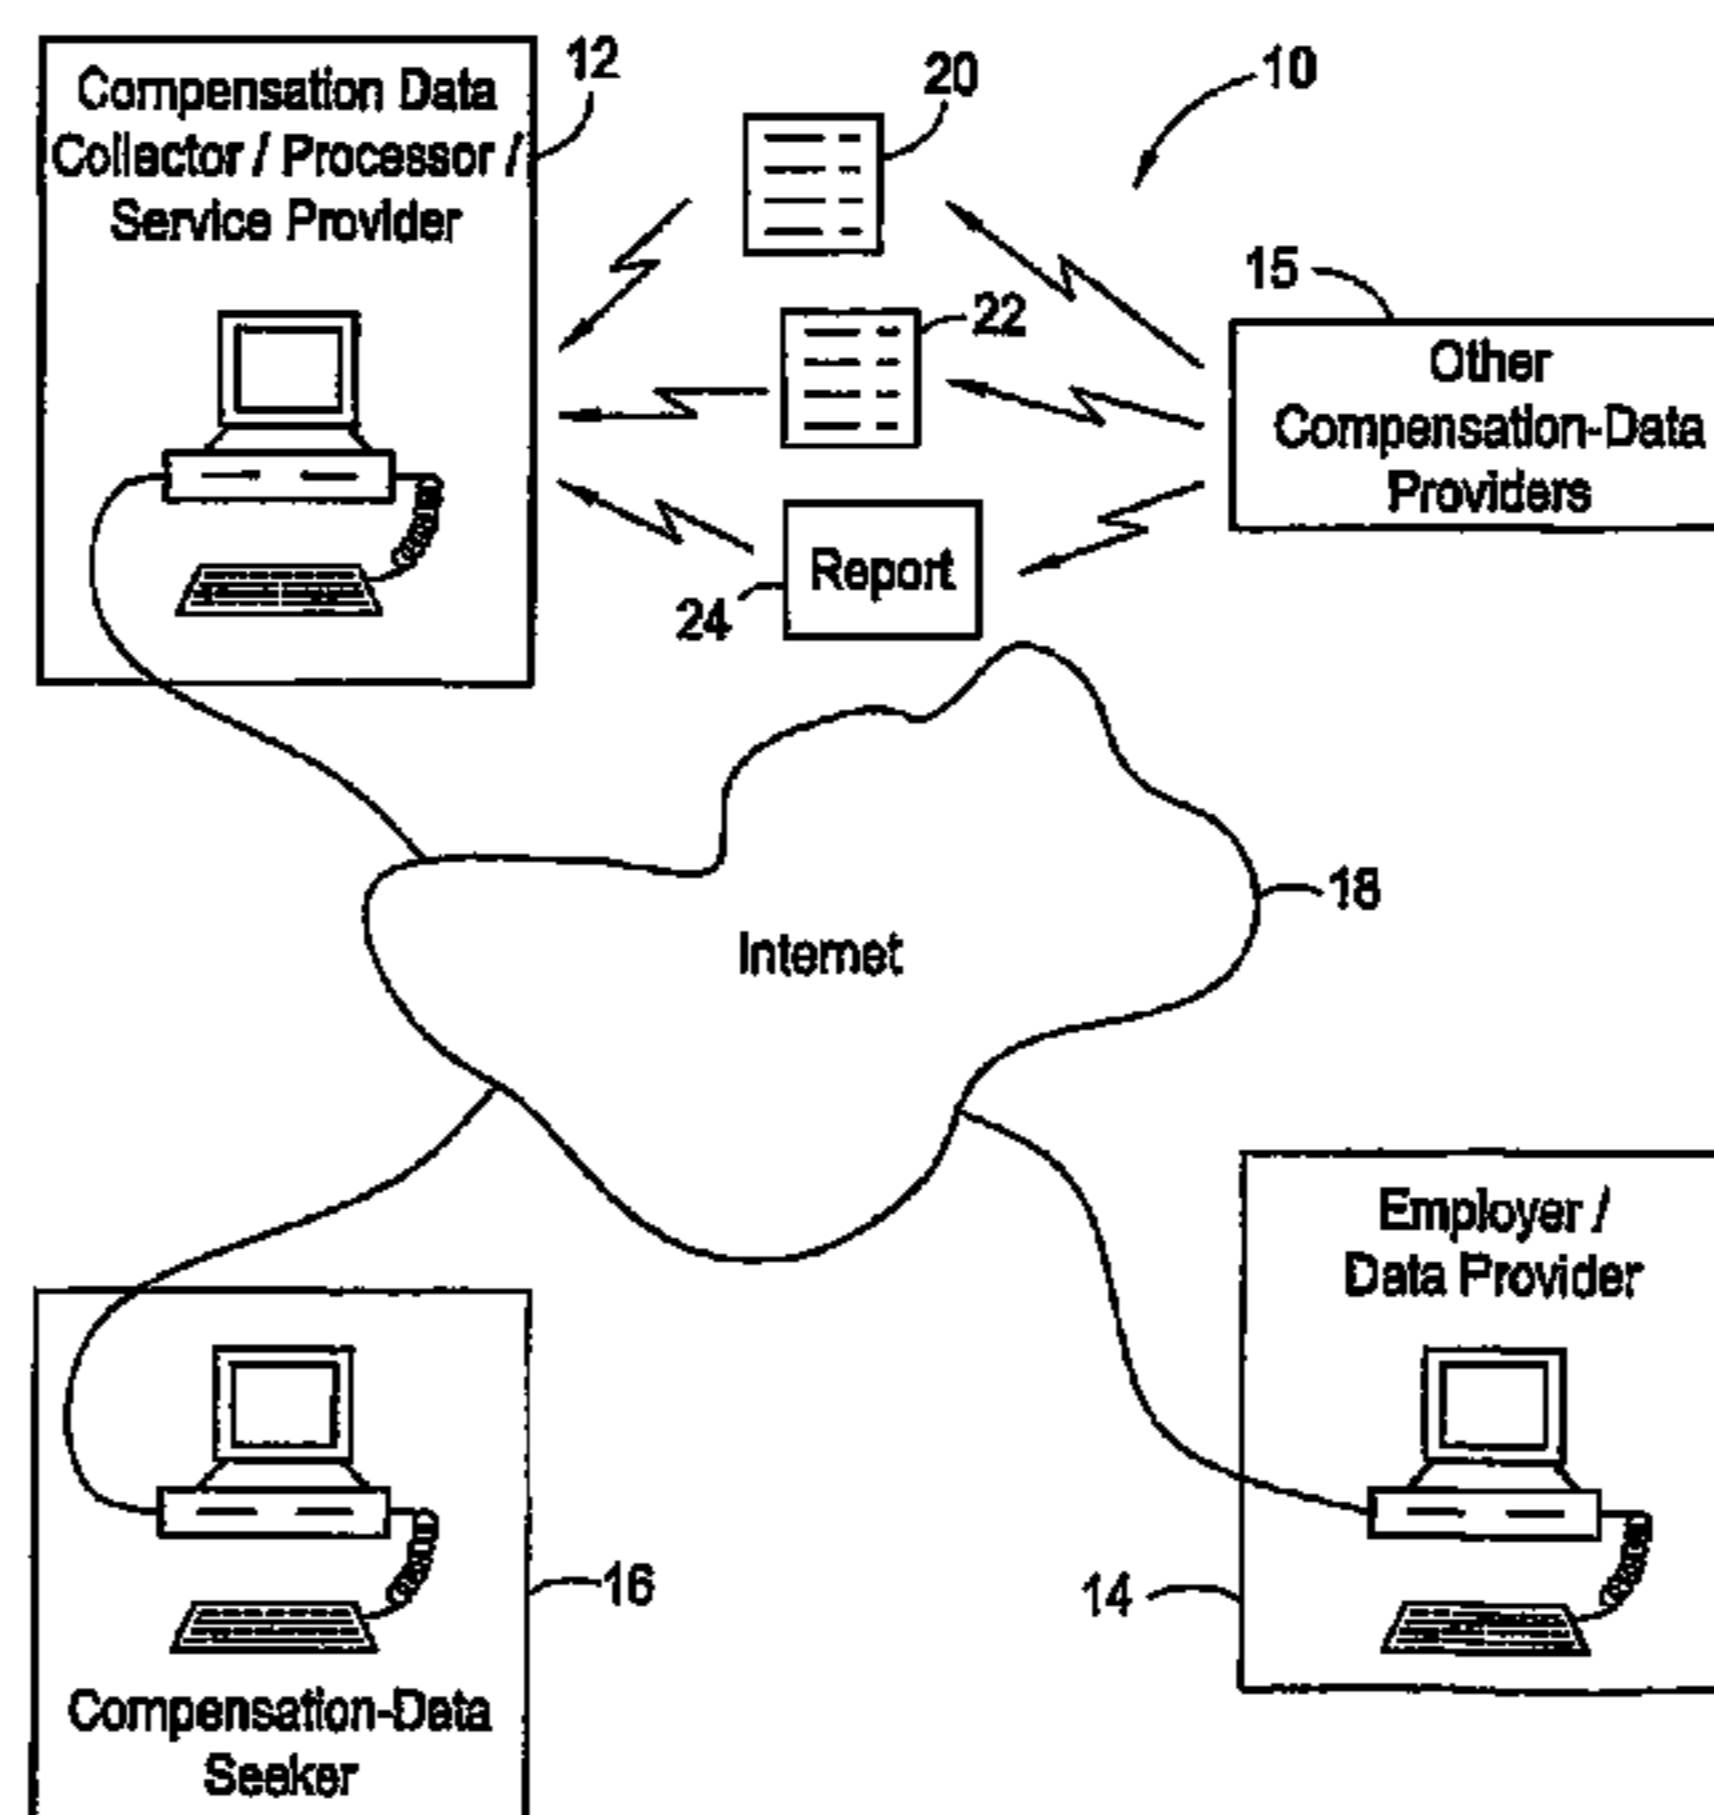 Compensation Data
Collector / Processor /
Service Provider
12
20
10
22
15
Other
Compensation-Data
Providers
Report
24
Internet
18
Employer /
Data Provider
14
16
Compensation-Data
Seeker